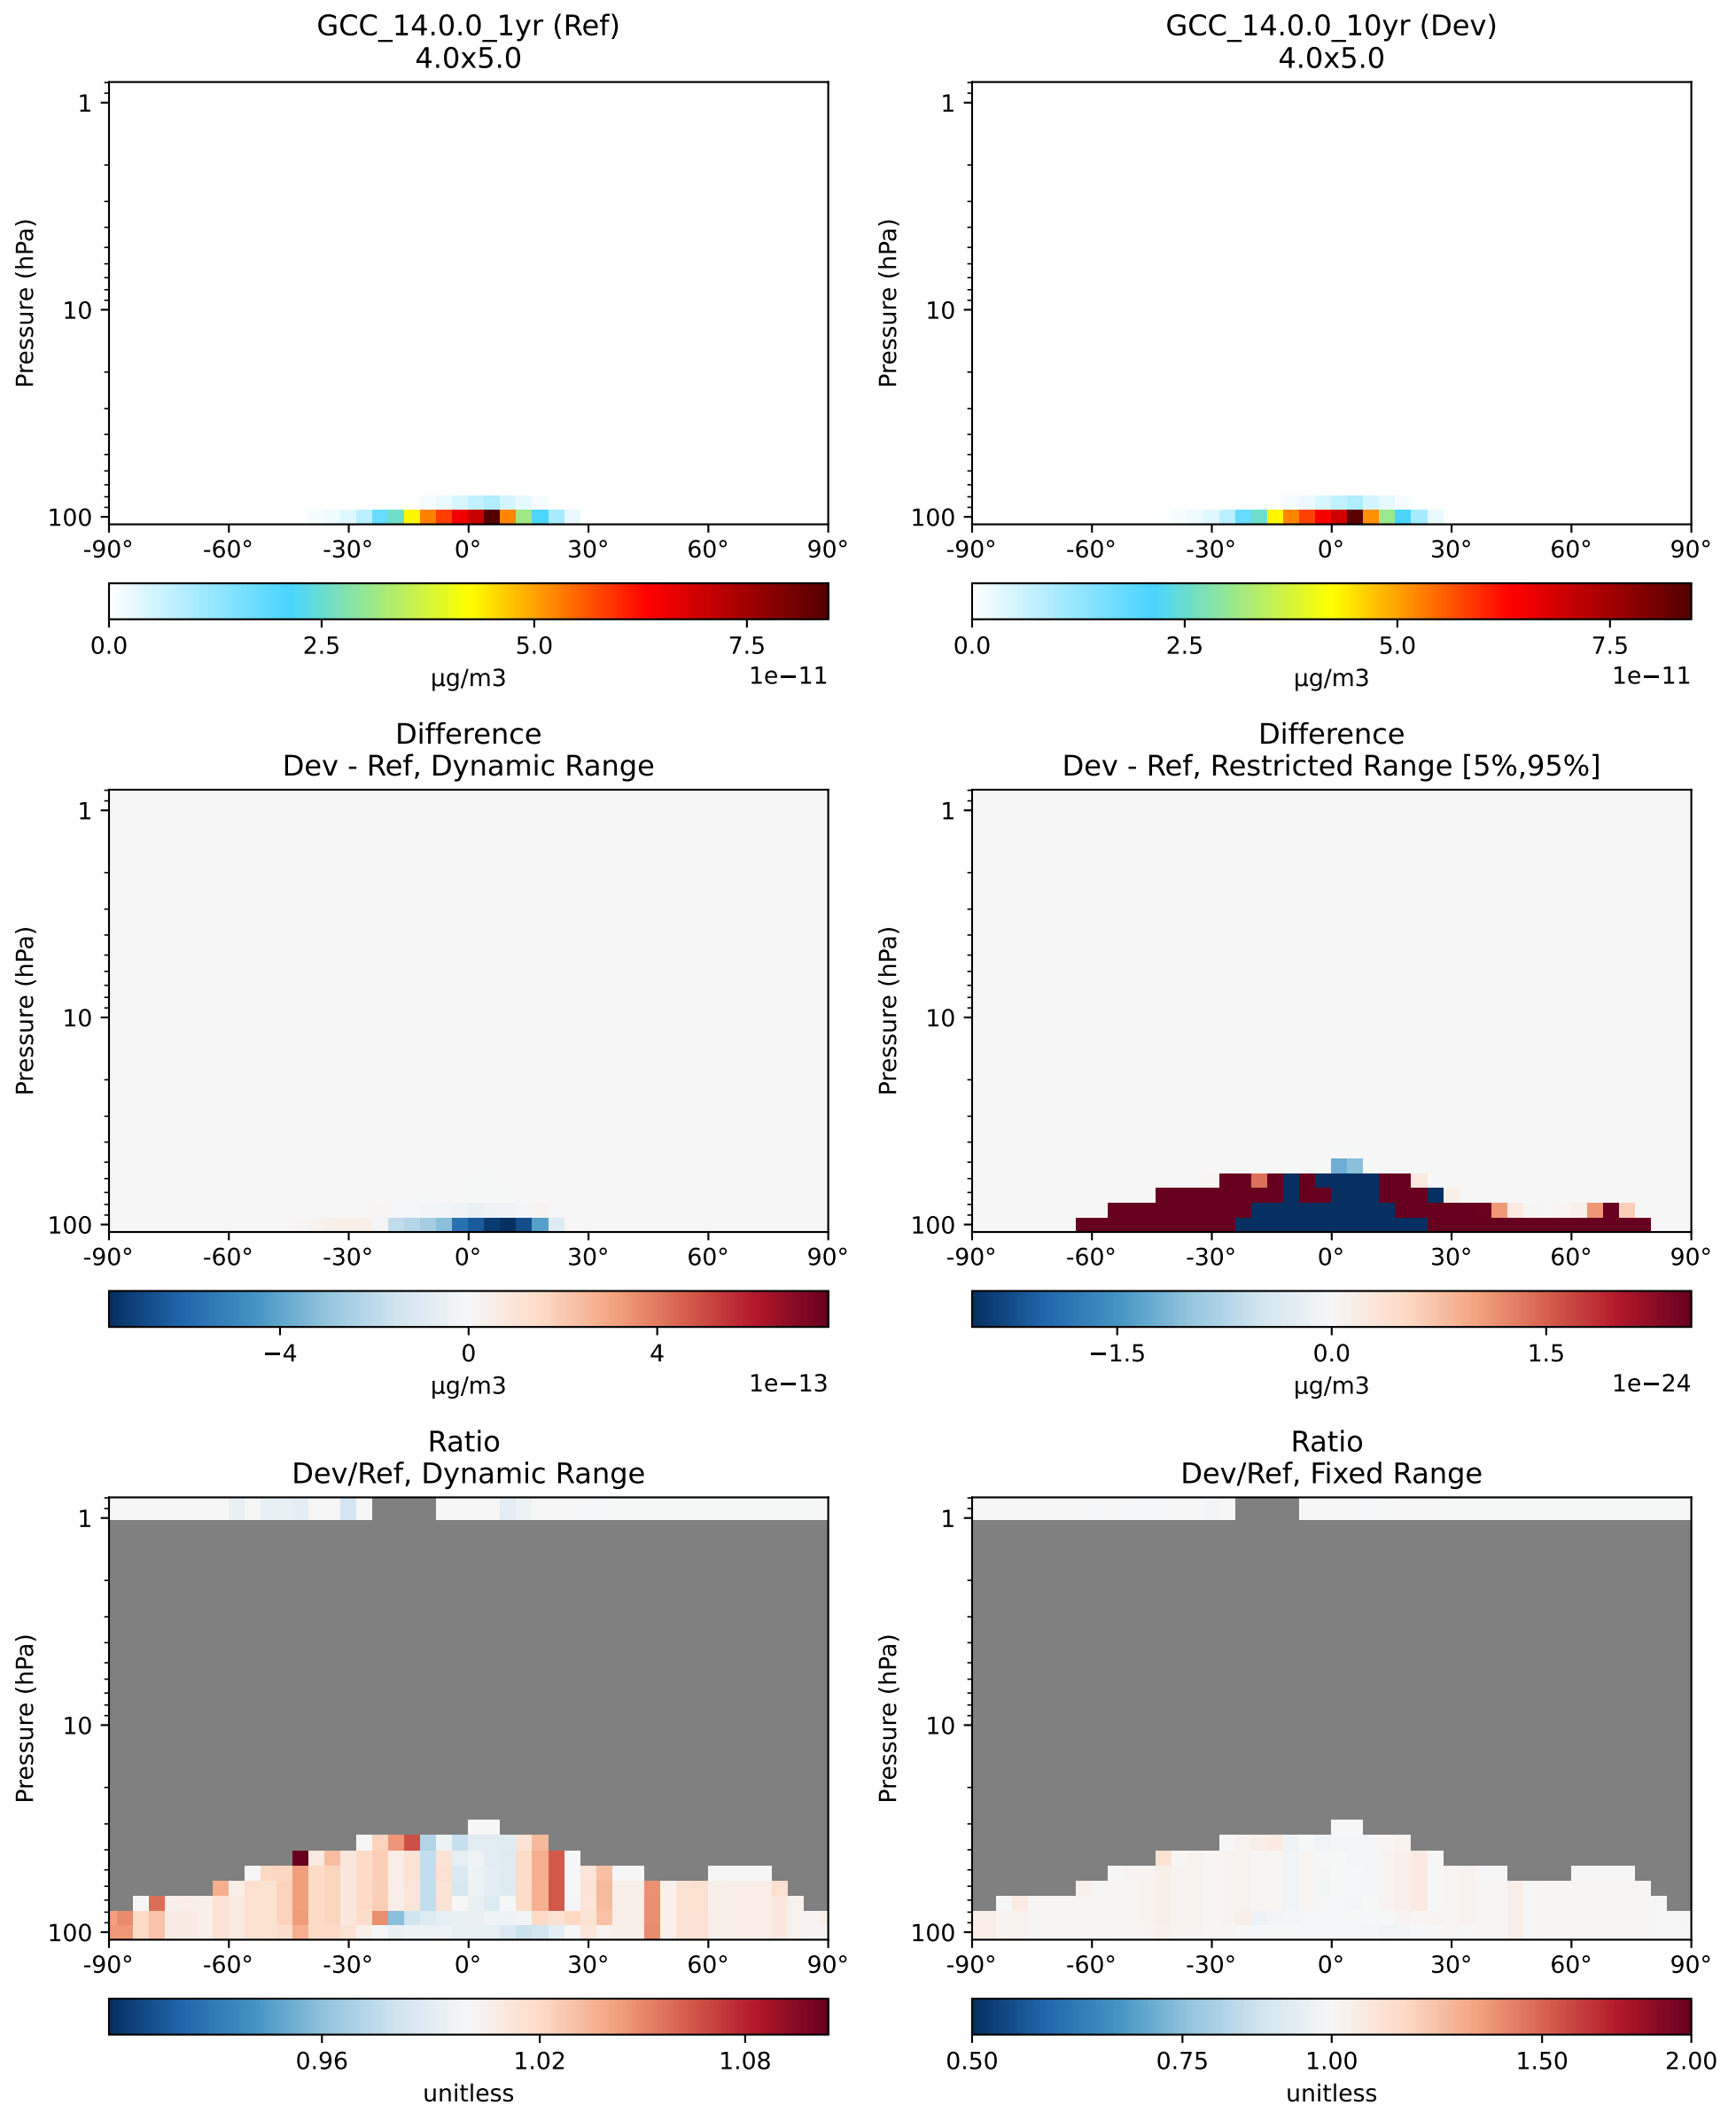 GCC_14.0.0_1yr (Ref)
4.0x5.0
GCC_14.0.0_10yr (Dev)
4.0x5.0
Pressure (hPa)
1
10
100
-90° -60° -30° 0° 30° 60° 90°
0.0 2.5 5.0 7.5
1e−11
µg/m3
Pressure (hPa)
1
10
100
-90° -60° -30° 0° 30° 60° 90°
0.0 2.5 5.0 7.5
1e−11
µg/m3
Difference
Dev - Ref, Dynamic Range
Difference
Dev - Ref, Restricted Range [5%,95%]
Pressure (hPa)
1
10
100
-90° -60° -30° 0° 30° 60° 90°
−4 0 4
1e−13
µg/m3
Pressure (hPa)
1
10
100
-90° -60° -30° 0° 30° 60° 90°
−1.5 0.0 1.5
1e−24
µg/m3
Ratio
Dev/Ref, Dynamic Range
Ratio
Dev/Ref, Fixed Range
Pressure (hPa)
1
10
100
-90° -60° -30° 0° 30° 60° 90°
0.96 1.02 1.08
unitless
Pressure (hPa)
1
10
100
-90° -60° -30° 0° 30° 60° 90°
0.50 0.75 1.00 1.50 2.00
unitless